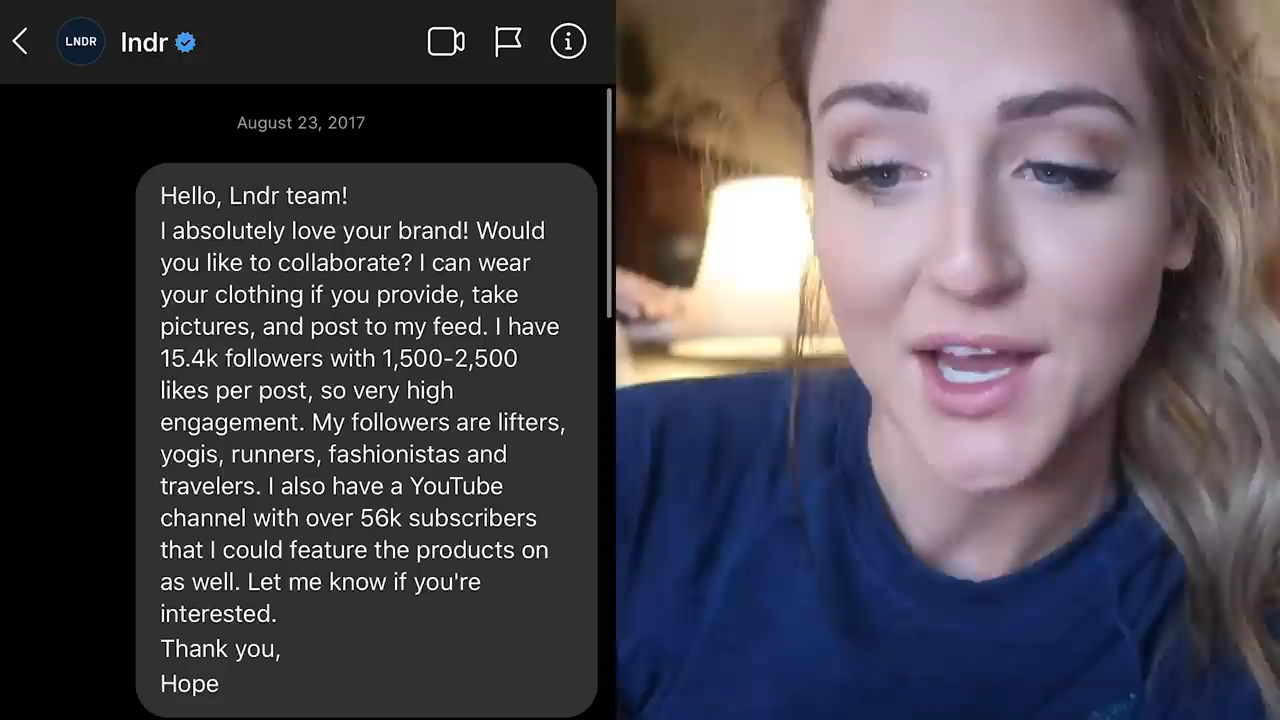 LNDR
lndr
August 23, 2017
Hello, Lndr team!
I absolutely love your brand! Would
you like to collaborate? I can wear
your clothing if you provide, take
pictures, and post to my feed. I have
15.4k followers with 1,500-2,500
likes per post, so very high
engagement. My followers are lifters,
yogis, runners, fashionistas and
travelers. I also have a YouTube
channel with over 56k subscribers
that I could feature the products on
as well. Let me know if you're
interested.
Thank you,
Hope